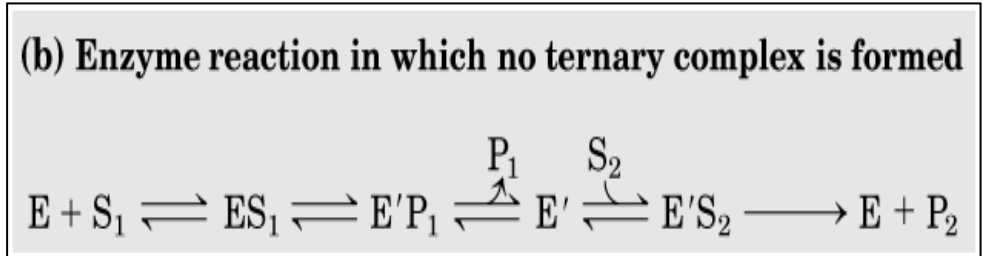 (b) Enzyme reaction in which no ternary complex is formed
P₁ S₂
E + S₁ ⇌ ES₁ ⇌ E′P₁ ⇌ E′ ⇌ E′S₂ ⟶ E + P₂